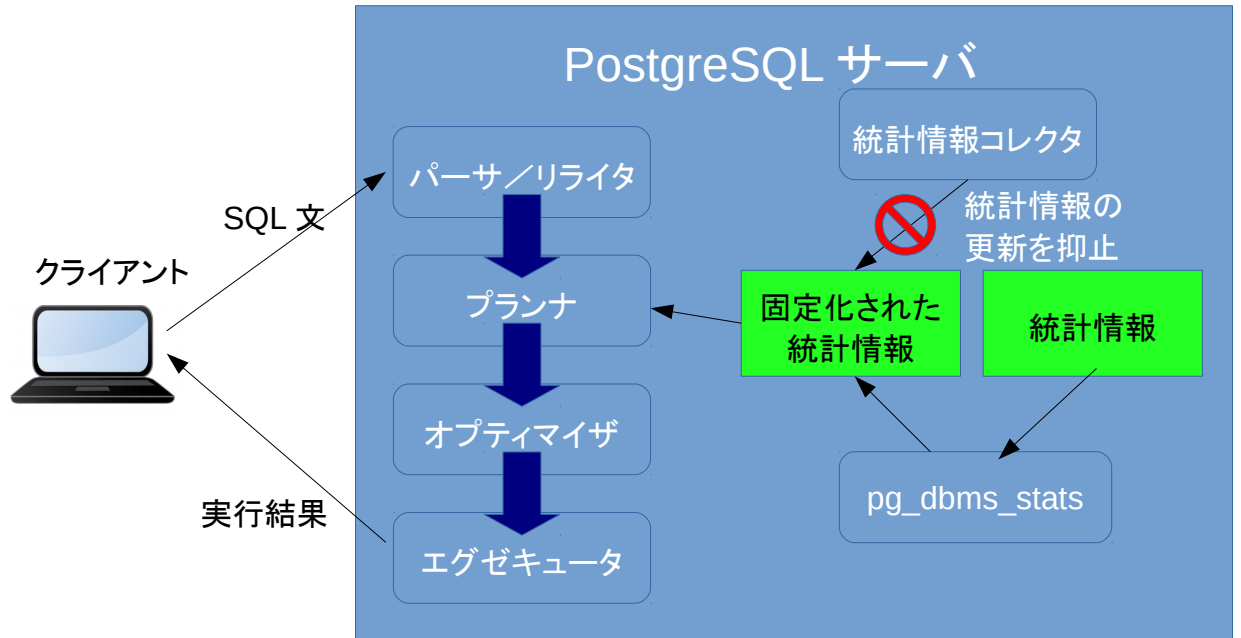 PostgreSQL サーバ
統計情報コレクタ
パーサ／リライタ
統計情報の
更新を抑止
SQL 文
クライアント
プランナ
固定化された
統計情報
統計情報
オプティマイザ
pg_dbms_stats
実行結果
エグゼキュータ